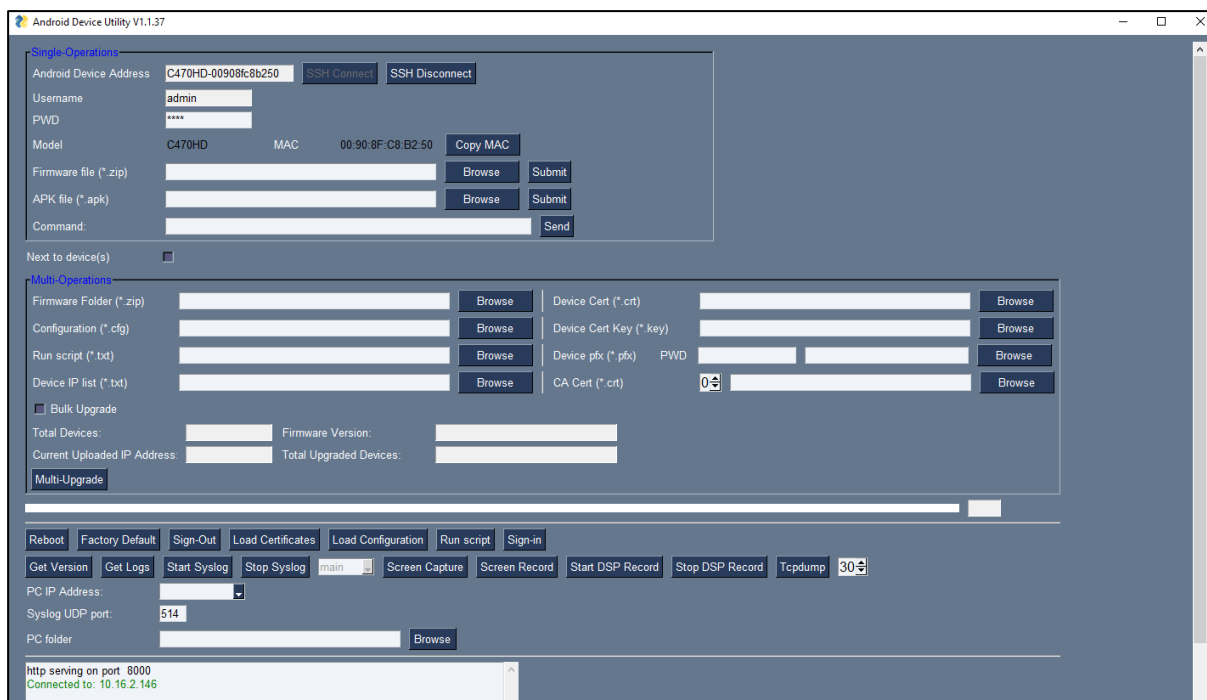 Android Device Utility V1.1.37
Single-Operations
Android Device Address C470HD-00908fc8b250 SSH Connect SSH Disconnect
Username admin
PWD ****
Model C470HD MAC 00:90:8F:C8:B2:50 Copy MAC
Firmware file (*.zip) Browse Submit
APK file (*.apk) Browse Submit
Command: Send
Next to device(s)
Multi-Operations
Firmware Folder (*.zip) Browse Device Cert (*.crt) Browse
Configuration (*.cfg) Browse Device Cert Key (*.key) Browse
Run script (*.txt) Browse Device pfx (*.pfx) PWD Browse
Device IP list (*.txt) Browse CA Cert (*.crt) 0 Browse
Bulk Upgrade
Total Devices: Firmware Version:
Current Uploaded IP Address: Total Upgraded Devices:
Multi-Upgrade
Reboot Factory Default Sign-Out Load Certificates Load Configuration Run script Sign-in
Get Version Get Logs Start Syslog Stop Syslog main Screen Capture Screen Record Start DSP Record Stop DSP Record Tcpdump 30
PC IP Address:
Syslog UDP port: 514
PC folder Browse
http serving on port 8000
Connected to: 10.16.2.146